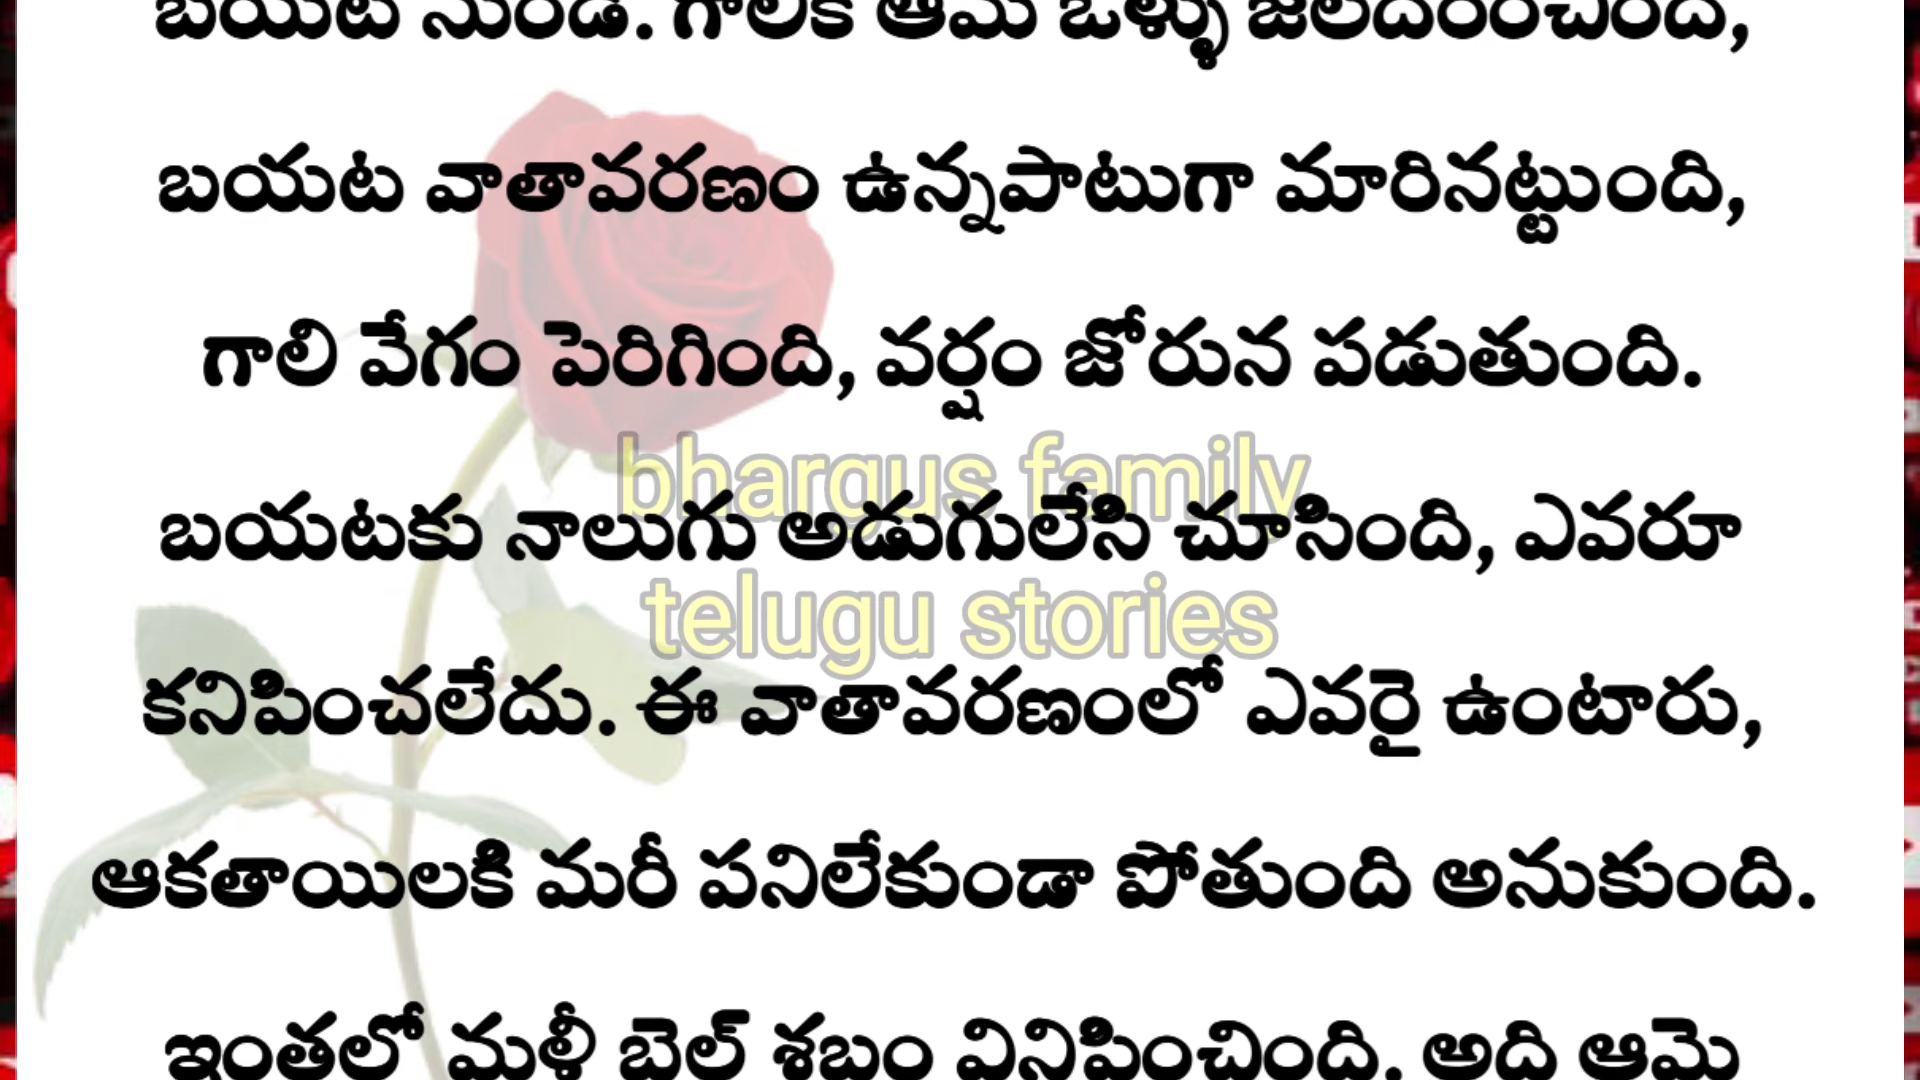 బయట నుండి. గాలికి ఆమె ఒళ్ళు జలదరించింది,
బయట వాతావరణం ఉన్నపాటుగా మారినట్టుంది,
గాలి వేగం పెరిగింది, వర్షం జోరున పడుతుంది.
bhargus family
బయటకు నాలుగు అడుగులేసి చూసింది, ఎవరూ
telugu stories
కనిపించలేదు. ఈ వాతావరణంలో ఎవరై ఉంటారు,
ఆకతాయిలకి మరీ పనిలేకుండా పోతుంది అనుకుంది.
ఇంతలో మళీ బెల్ శబం వినిపించింది. అది ఆమె